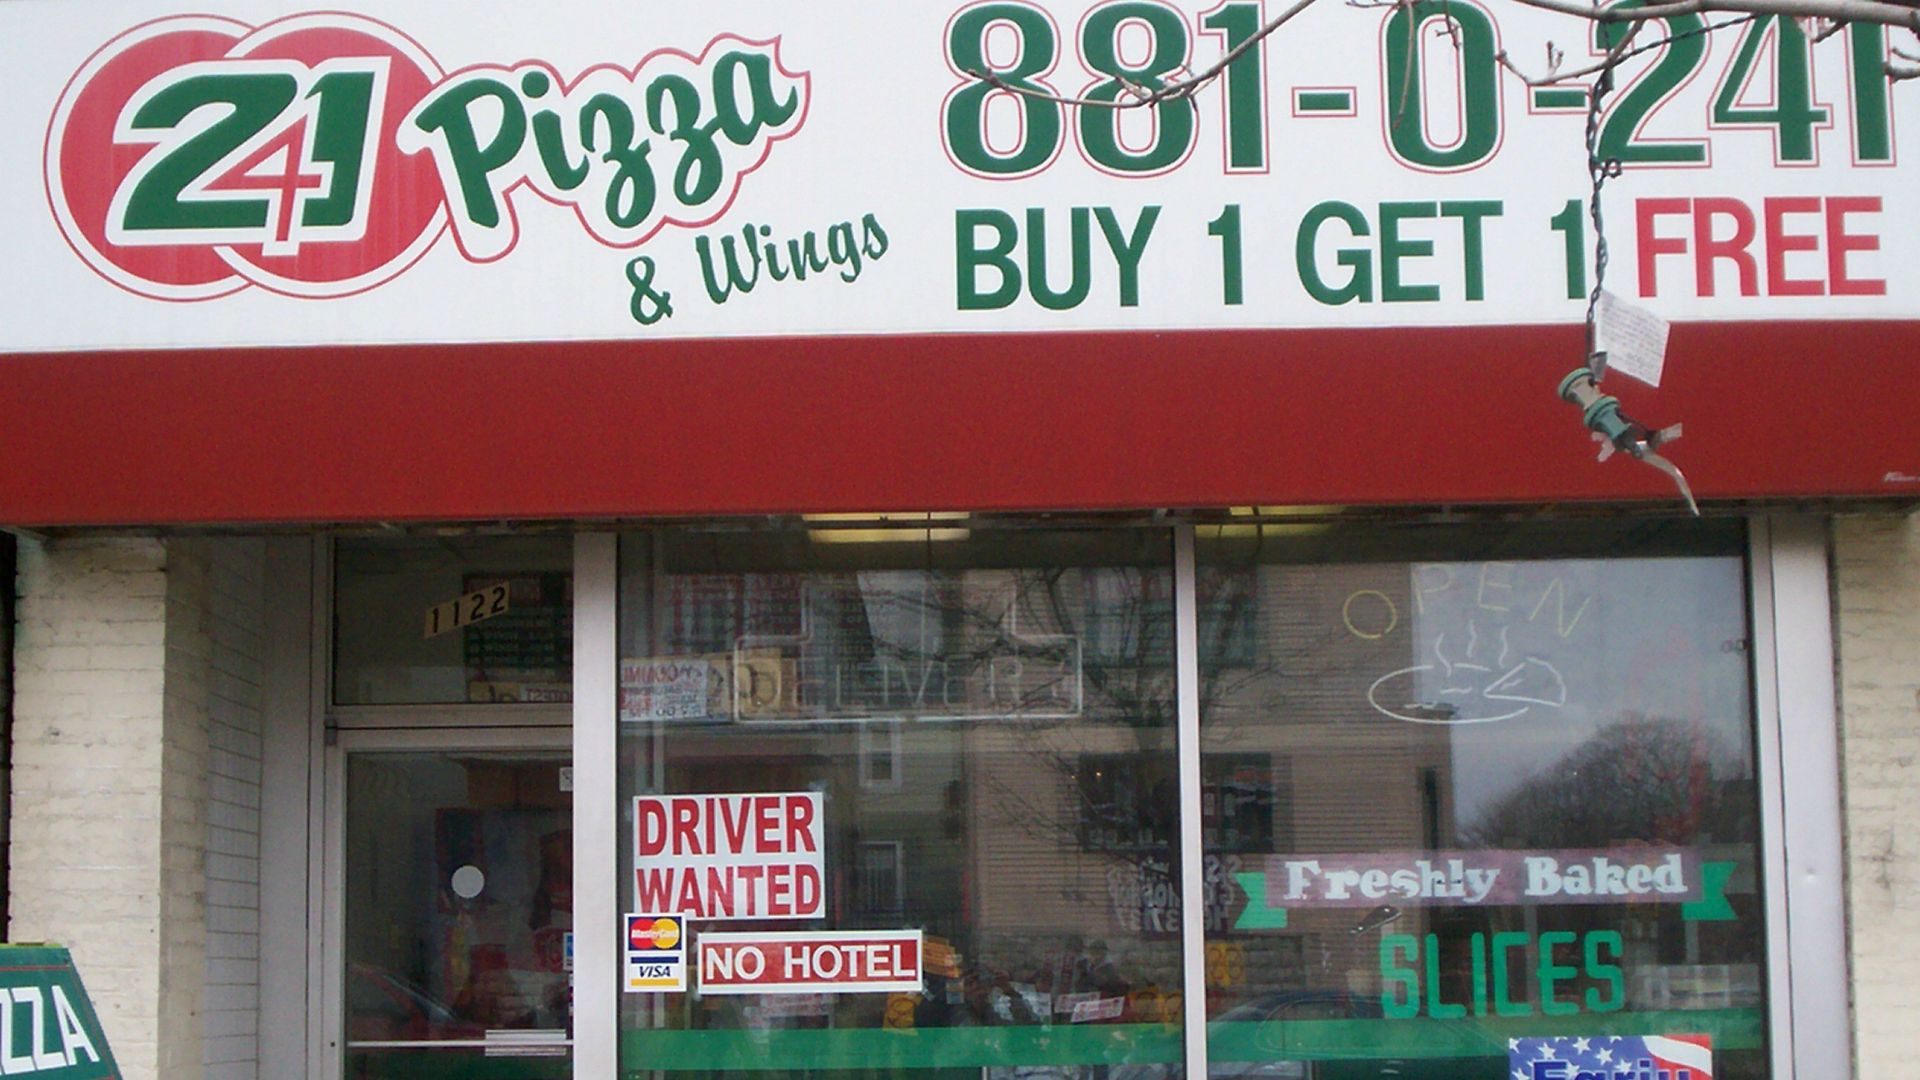 241 Pizza
& Wings
881-0-241
BUY 1 GET 1 FREE
1122
OPEN
DRIVER
WANTED
MasterCard
VISA
NO HOTEL
Freshly Baked
SLICES
ZZA